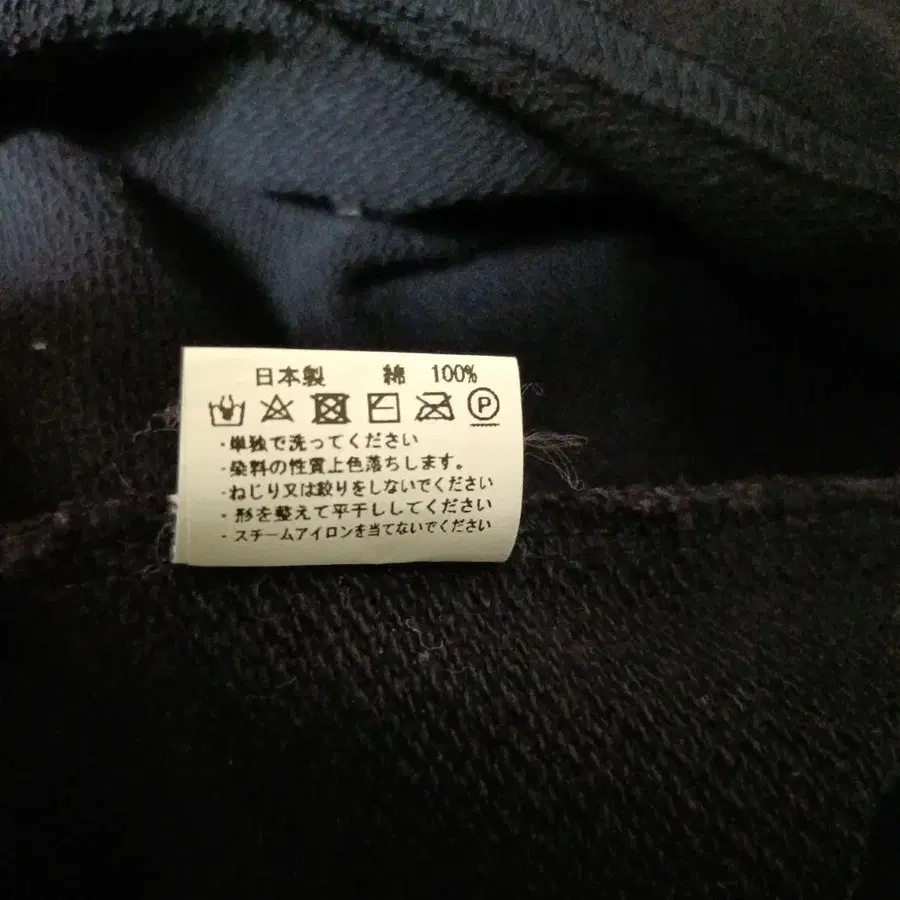 日本製 綿 100%
P
・単独で洗ってください
・染料の性質上色落ちします。
・ねじり又は絞りをしないでください
・形を整えて平干ししてください
・スチームアイロンを当てないでください